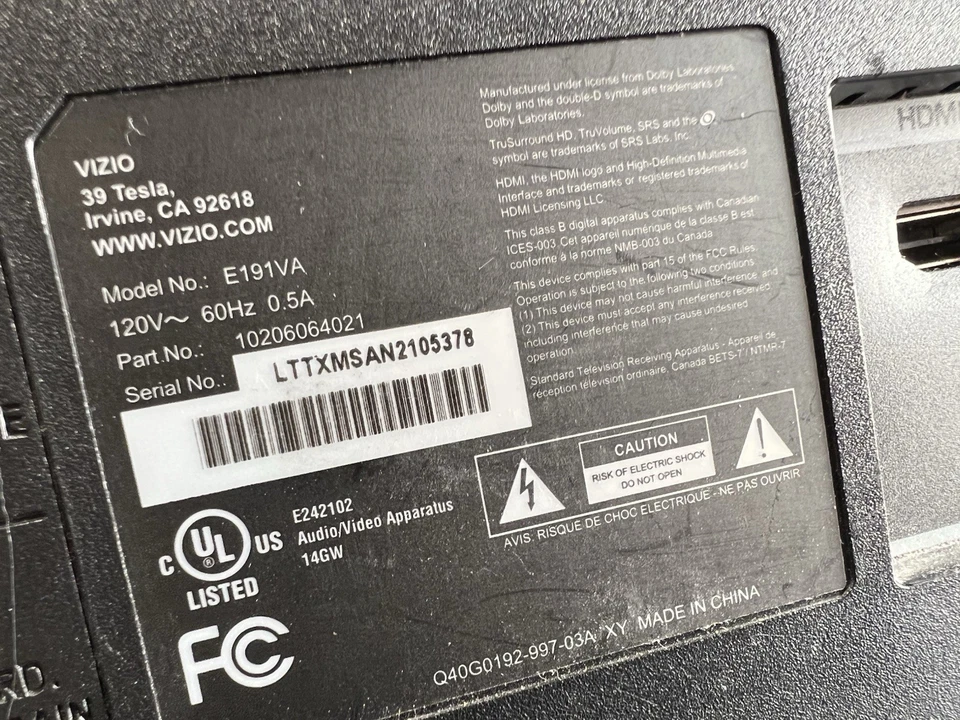 VIZIO
39 Tesla,
Irvine, CA 92618
WWW.VIZIO.COM
Model No.: E191VA
120V~ 60Hz 0.5A
Part.No.: 10206064021
Serial No.: LTTXMSAN2105378
C UL ® US LISTED
E242102
Audio/Video Apparatus
14GW
FC
Manufactured under license from Dolby Laboratories.
Dolby and the double-D symbol are trademarks of
Dolby Laboratories.
TruSurround HD, TruVolume, SRS and the
symbol are trademarks of SRS Labs, Inc.
HDMI, the HDMI logo and High-Definition Multimedia
Interface and trademarks or registered trademarks of
HDMI Licensing LLC.
This class B digital apparatus complies with Canadian
ICES-003.Cet appareil numérique de la classe B est
conforme à la norme NMB-003 du Canada
This device complies with part 15 of the FCC Rules.
Operation is subject to the following two conditions:
(1) This device may not cause harmful interference, and
(2) This device must accept any interference received
including interference that may cause undesired
operation.
Standard Television Receiving Apparatus - Appareil de
réception télévision ordinaire, Canada BETS-7 / NTMR-7
CAUTION
RISK OF ELECTRIC SHOCK
DO NOT OPEN
AVIS: RISQUE DE CHOC ELECTRIQUE - NE PAS OUVRIR
Q40G0192-997-03A XY MADE IN CHINA
HDMI